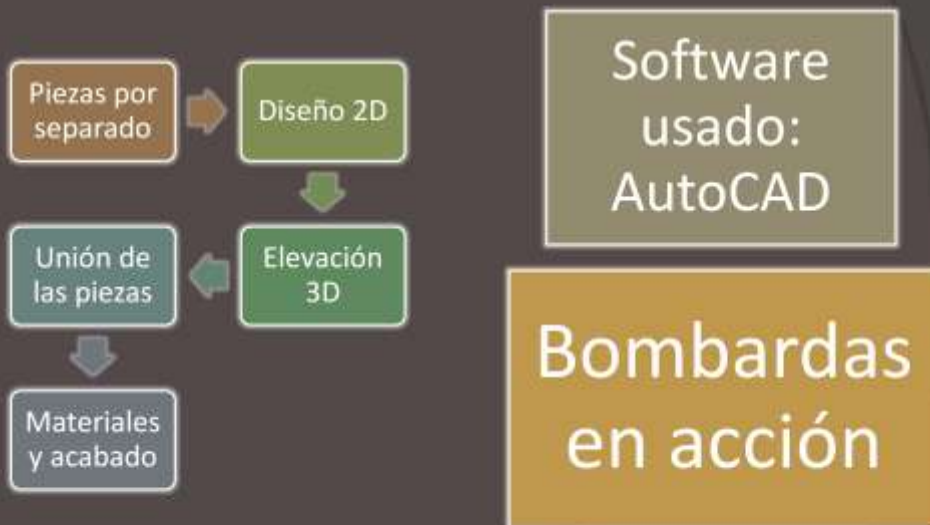 Piezas por
separado
Diseño 2D
Elevación
3D
Unión de
las piezas
Materiales
y acabado
Software
usado:
AutoCAD
Bombardas
en acción